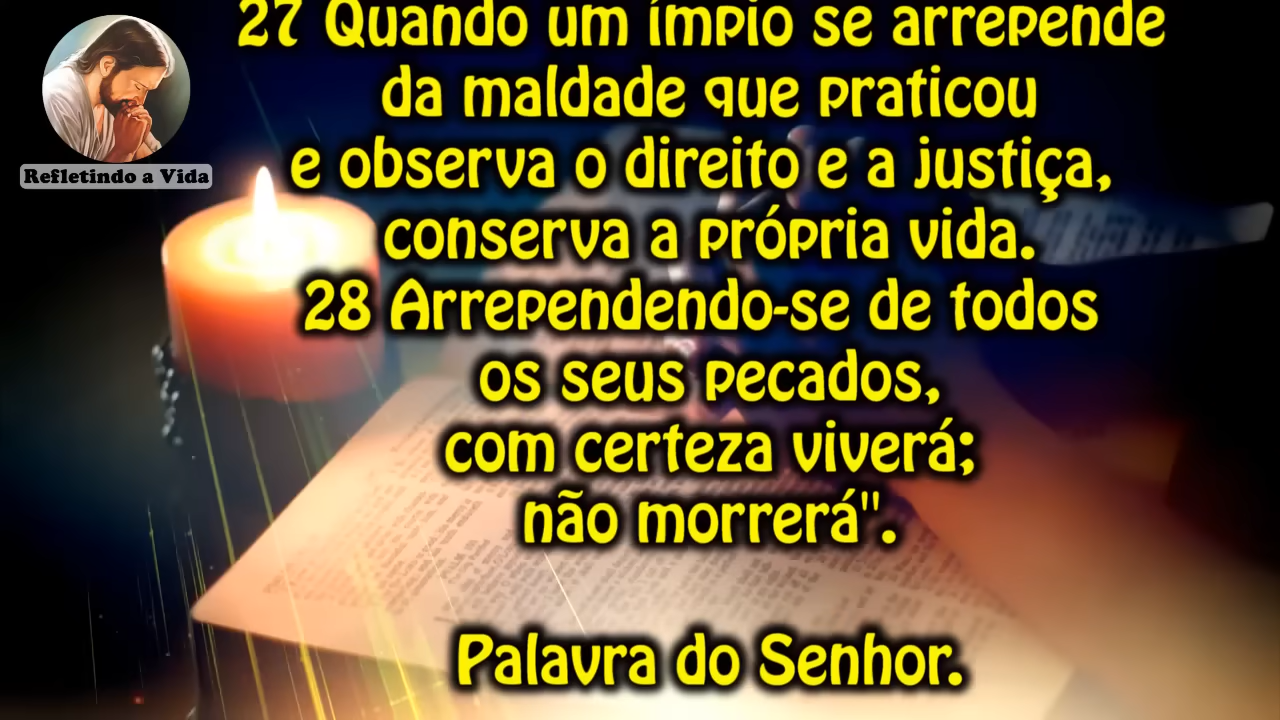 Refletindo a Vida
27 Quando um ímpio se arrepende
da maldade que praticou
e observa o direito e a justiça,
conserva a própria vida.
28 Arrependendo-se de todos
os seus pecados,
com certeza viverá;
não morrerá".
Palavra do Senhor.